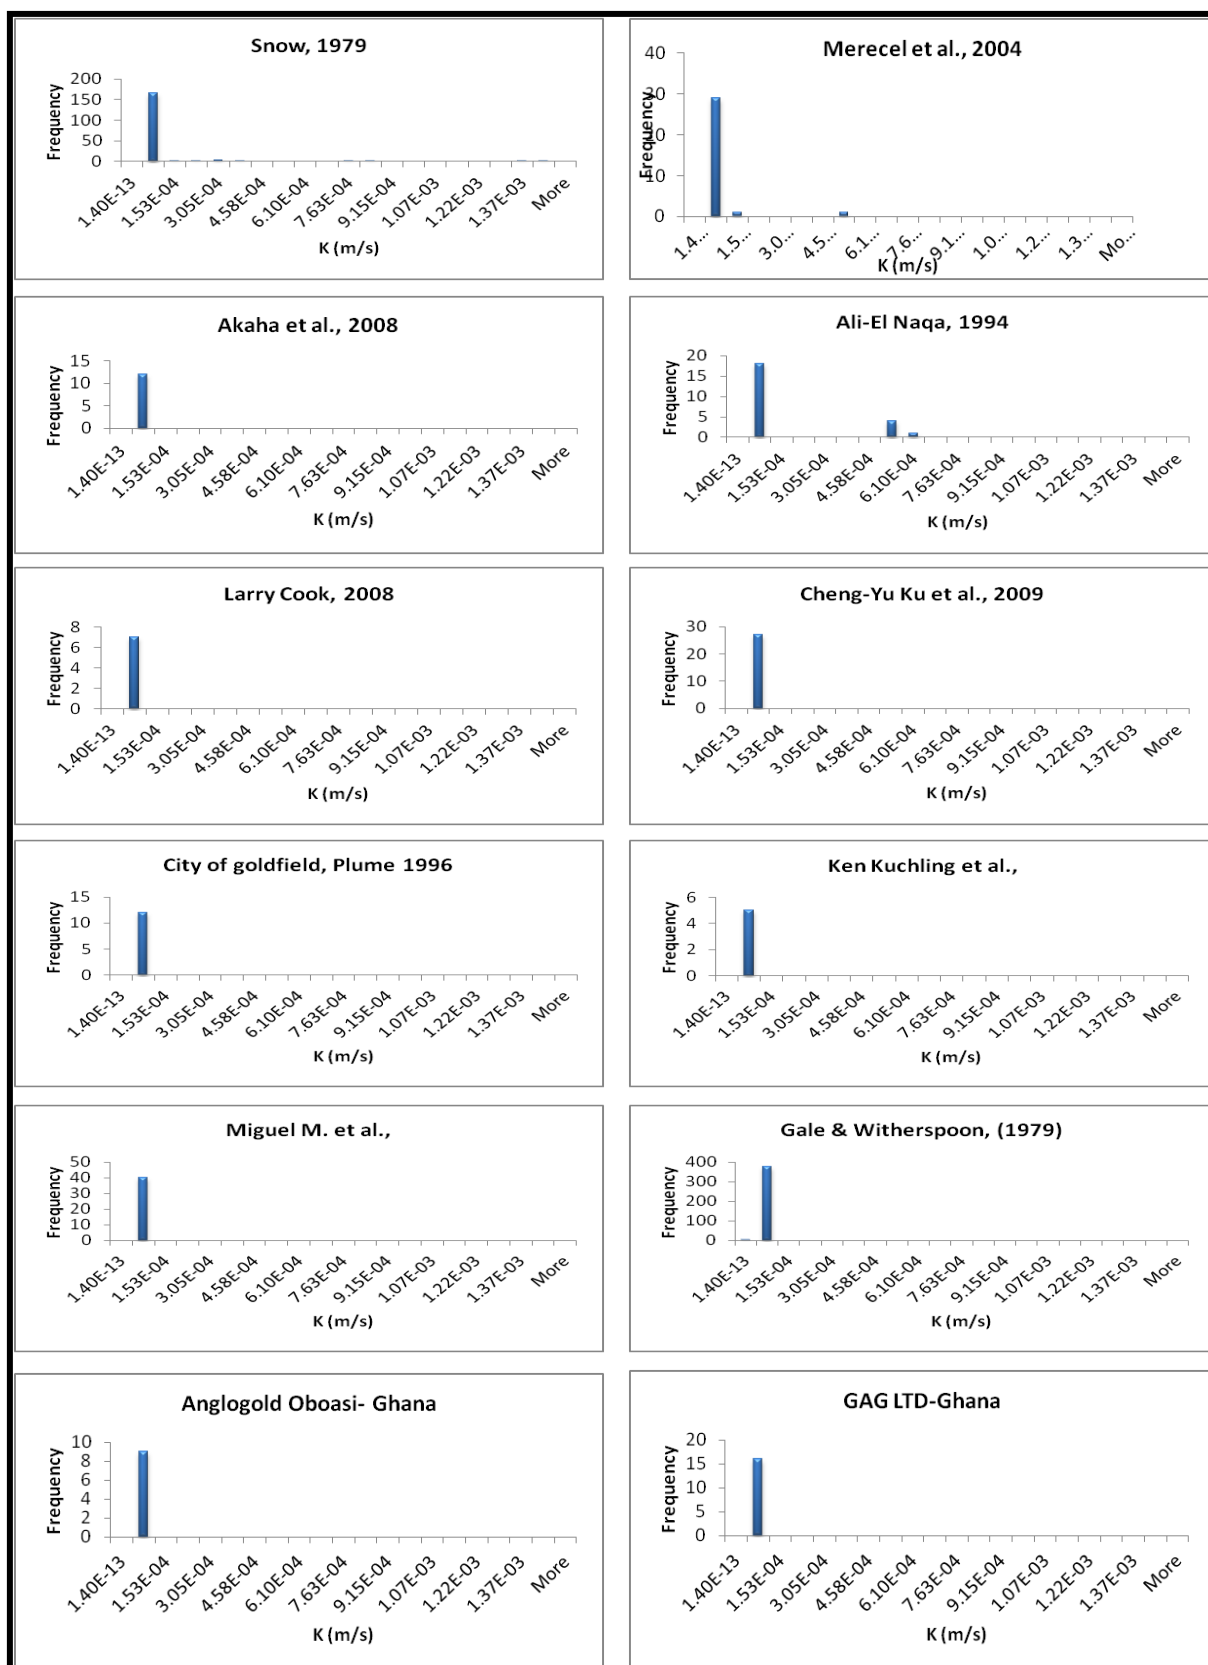 Snow, 1979
Frequency
200
150
100
50
0
1.40E-13 1.53E-04 3.05E-04 4.58E-04 6.10E-04 7.63E-04 9.15E-04 1.07E-03 1.22E-03 1.37E-03 More
K (m/s)
Merecel et al., 2004
Frequency
40
30
20
10
0
1.4... 1.5... 3.0... 4.5... 6.1... 7.6... 9.1... 1.0... 1.2... 1.3... Mo...
K (m/s)
Akaha et al., 2008
Frequency
15
10
5
0
1.40E-13 1.53E-04 3.05E-04 4.58E-04 6.10E-04 7.63E-04 9.15E-04 1.07E-03 1.22E-03 1.37E-03 More
K (m/s)
Ali-El Naqa, 1994
Frequency
20
15
10
5
0
1.40E-13 1.53E-04 3.05E-04 4.58E-04 6.10E-04 7.63E-04 9.15E-04 1.07E-03 1.22E-03 1.37E-03 More
K (m/s)
Larry Cook, 2008
Frequency
8
6
4
2
0
1.40E-13 1.53E-04 3.05E-04 4.58E-04 6.10E-04 7.63E-04 9.15E-04 1.07E-03 1.22E-03 1.37E-03 More
K (m/s)
Cheng-Yu Ku et al., 2009
Frequency
30
20
10
0
1.40E-13 1.53E-04 3.05E-04 4.58E-04 6.10E-04 7.63E-04 9.15E-04 1.07E-03 1.22E-03 1.37E-03 More
K (m/s)
City of goldfield, Plume 1996
Frequency
15
10
5
0
1.40E-13 1.53E-04 3.05E-04 4.58E-04 6.10E-04 7.63E-04 9.15E-04 1.07E-03 1.22E-03 1.37E-03 More
K (m/s)
Ken Kuchling et al.,
Frequency
6
4
2
0
1.40E-13 1.53E-04 3.05E-04 4.58E-04 6.10E-04 7.63E-04 9.15E-04 1.07E-03 1.22E-03 1.37E-03 More
K (m/s)
Miguel M. et al.,
Frequency
50
40
30
20
10
0
1.40E-13 1.53E-04 3.05E-04 4.58E-04 6.10E-04 7.63E-04 9.15E-04 1.07E-03 1.22E-03 1.37E-03 More
K (m/s)
Gale & Witherspoon, (1979)
Frequency
400
300
200
100
0
1.40E-13 1.53E-04 3.05E-04 4.58E-04 6.10E-04 7.63E-04 9.15E-04 1.07E-03 1.22E-03 1.37E-03 More
K (m/s)
Anglogold Oboasi- Ghana
Frequency
10
8
6
4
2
0
1.40E-13 1.53E-04 3.05E-04 4.58E-04 6.10E-04 7.63E-04 9.15E-04 1.07E-03 1.22E-03 1.37E-03 More
K (m/s)
GAG LTD-Ghana
Frequency
20
15
10
5
0
1.40E-13 1.53E-04 3.05E-04 4.58E-04 6.10E-04 7.63E-04 9.15E-04 1.07E-03 1.22E-03 1.37E-03 More
K (m/s)